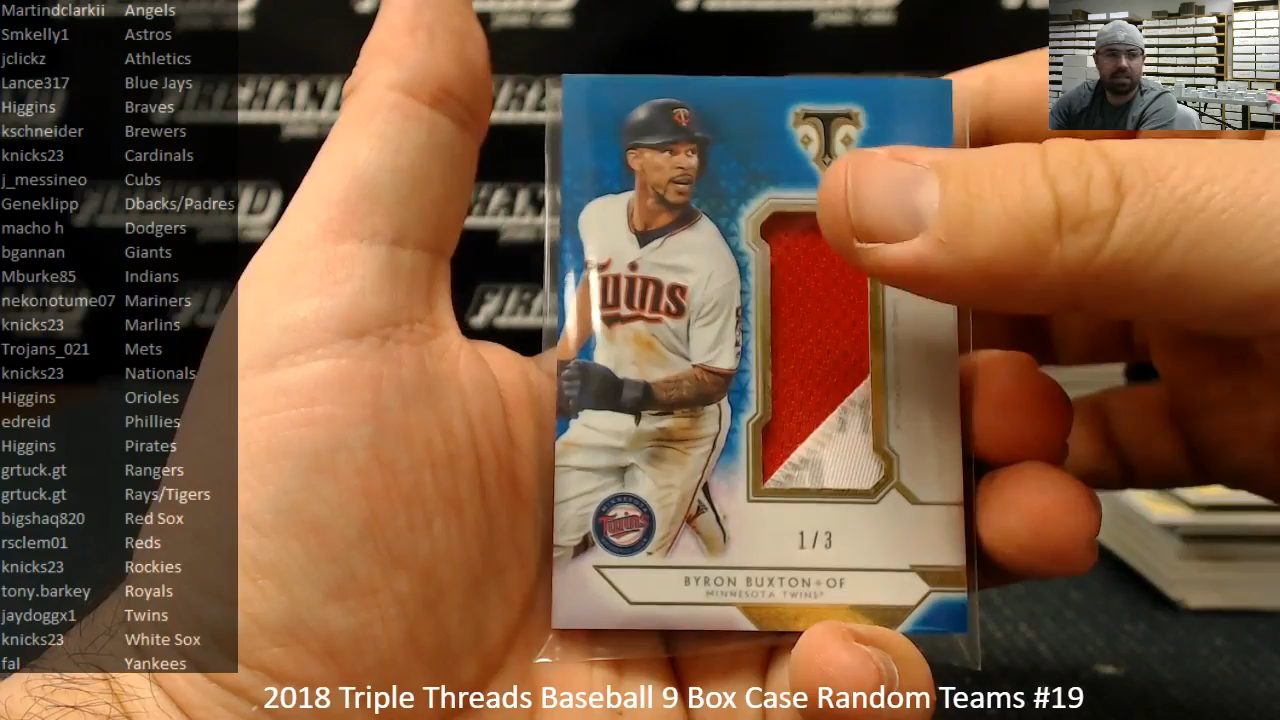 Martindclarkii Angels
Smkelly1 Astros
jclickz Athletics
Lance317 Blue Jays
Higgins Braves
kschneider Brewers
knicks23 Cardinals
j_messineo Cubs
Geneklipp Dbacks/Padres
macho h Dodgers
bgannan Giants
Mburke85 Indians
nekonotume07 Mariners
knicks23 Marlins
Trojans_021 Mets
knicks23 Nationals
Higgins Orioles
edreid Phillies
Higgins Pirates
grtuck.gt Rangers
grtuck.gt Rays/Tigers
bigshaq820 Red Sox
rsclem01 Reds
knicks23 Rockies
tony.barkey Royals
jaydoggx1 Twins
knicks23 White Sox
fal Yankees
FIREHAND
T
Twins
MINNESOTA
Twins
1/3
BYRON BUXTON • OF
MINNESOTA TWINS
2018 Triple Threads Baseball 9 Box Case Random Teams #19